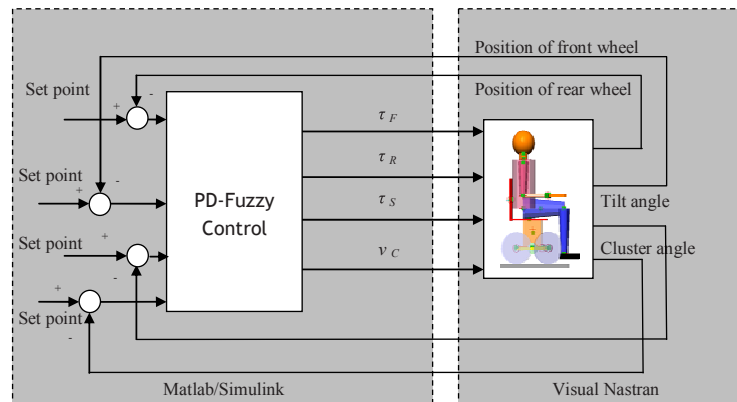 Position of front wheel
Position of rear wheel
Set point
+
-
τ F
τ R
Set point
+
-
PD-Fuzzy
Control
τ S
Tilt angle
Set point
+
-
ν C
Cluster angle
+
Set point
-
Matlab/Simulink
Visual Nastran